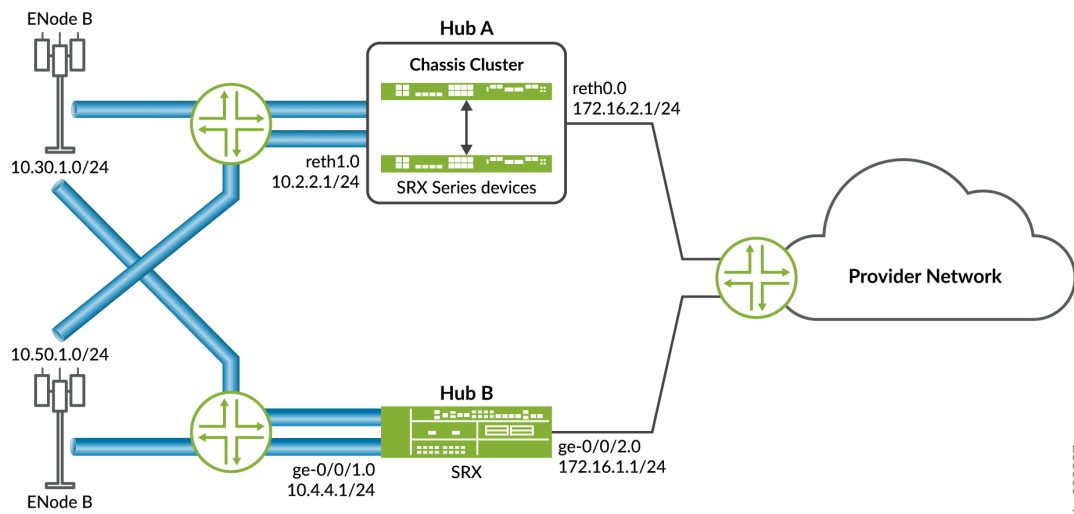 ENode B
10.30.1.0/24
Hub A
Chassis Cluster
SRX Series devices
reth0.0
172.16.2.1/24
reth1.0
10.2.2.1/24
Provider Network
10.50.1.0/24
ENode B
Hub B
SRX
ge-0/0/1.0
10.4.4.1/24
ge-0/0/2.0
172.16.1.1/24